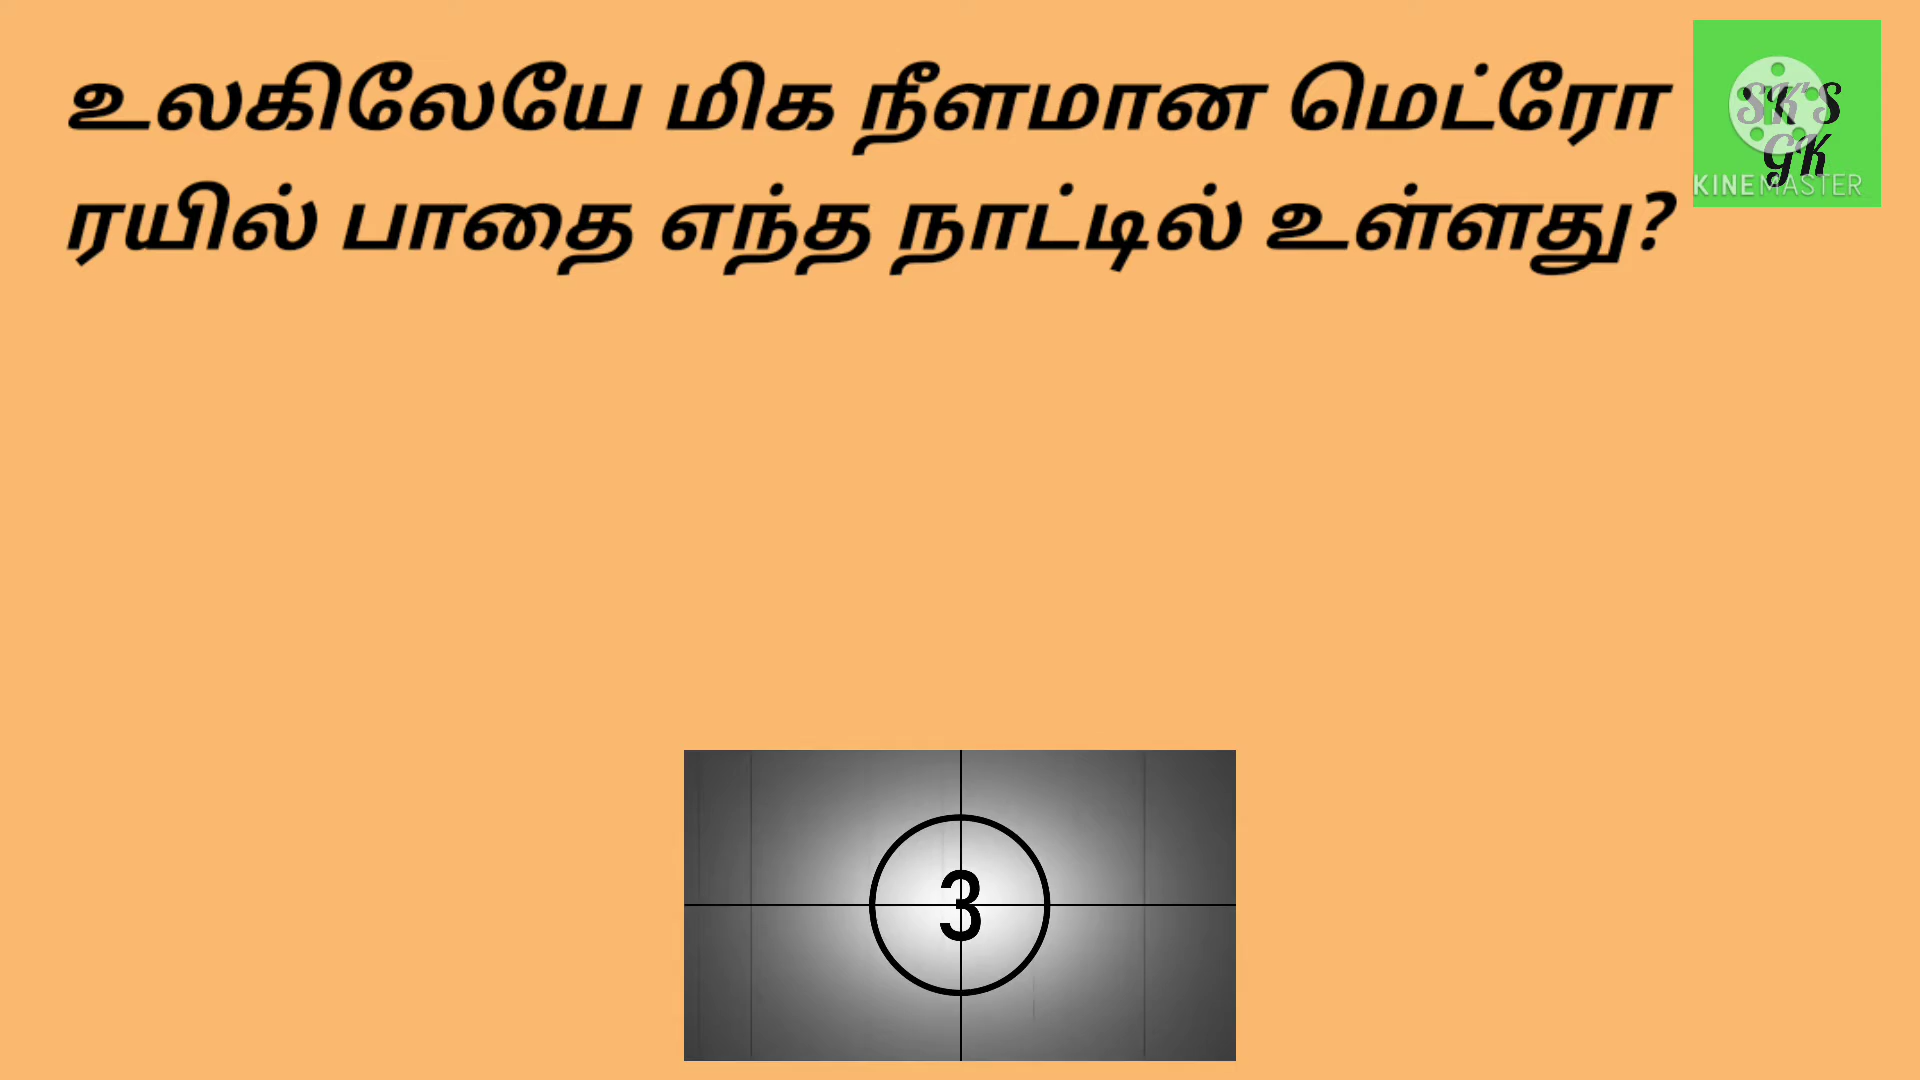 உலகிலேயே மிக நீளமான மெட்ரோ
ரயில் பாதை எந்த நாட்டில் உள்ளது?
SK'S
GK
KINEMASTER
3